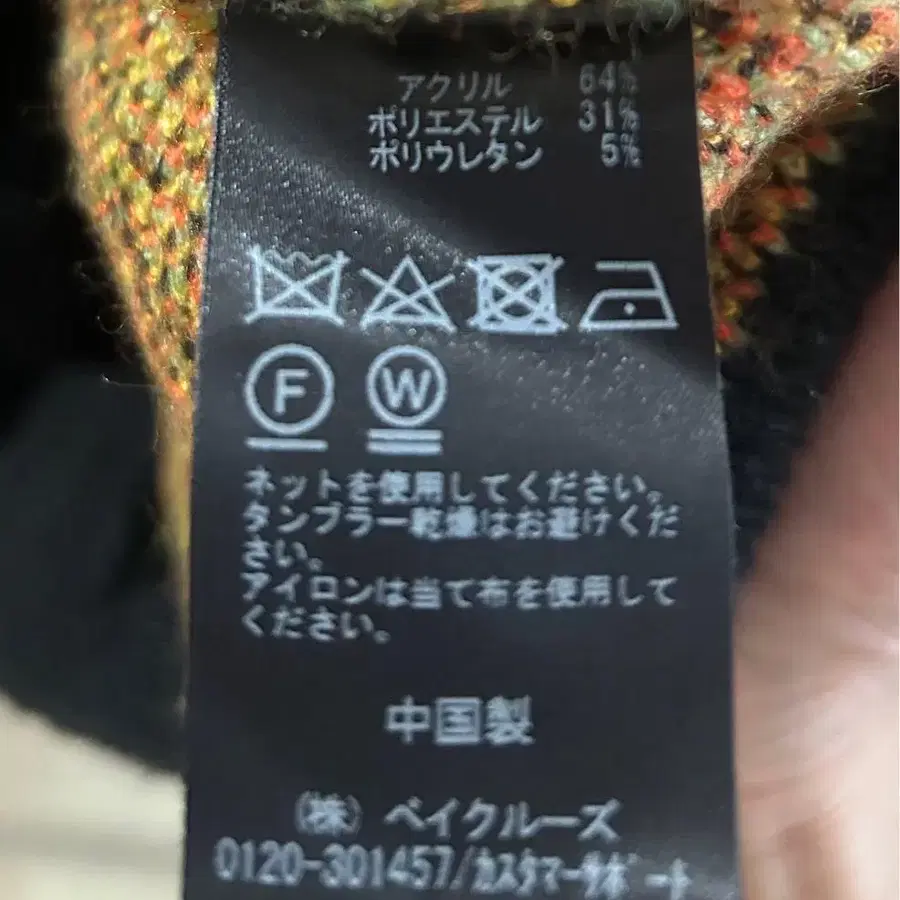 アクリル 64%
ポリエステル 31%
ポリウレタン 5%
F W
ネットを使用してください。
タンブラー乾燥はお避けくだ
さい。
アイロンは当て布を使用して
ください。
中国製
(株) ベイクルーズ
0120-301457/カスタマーサポート